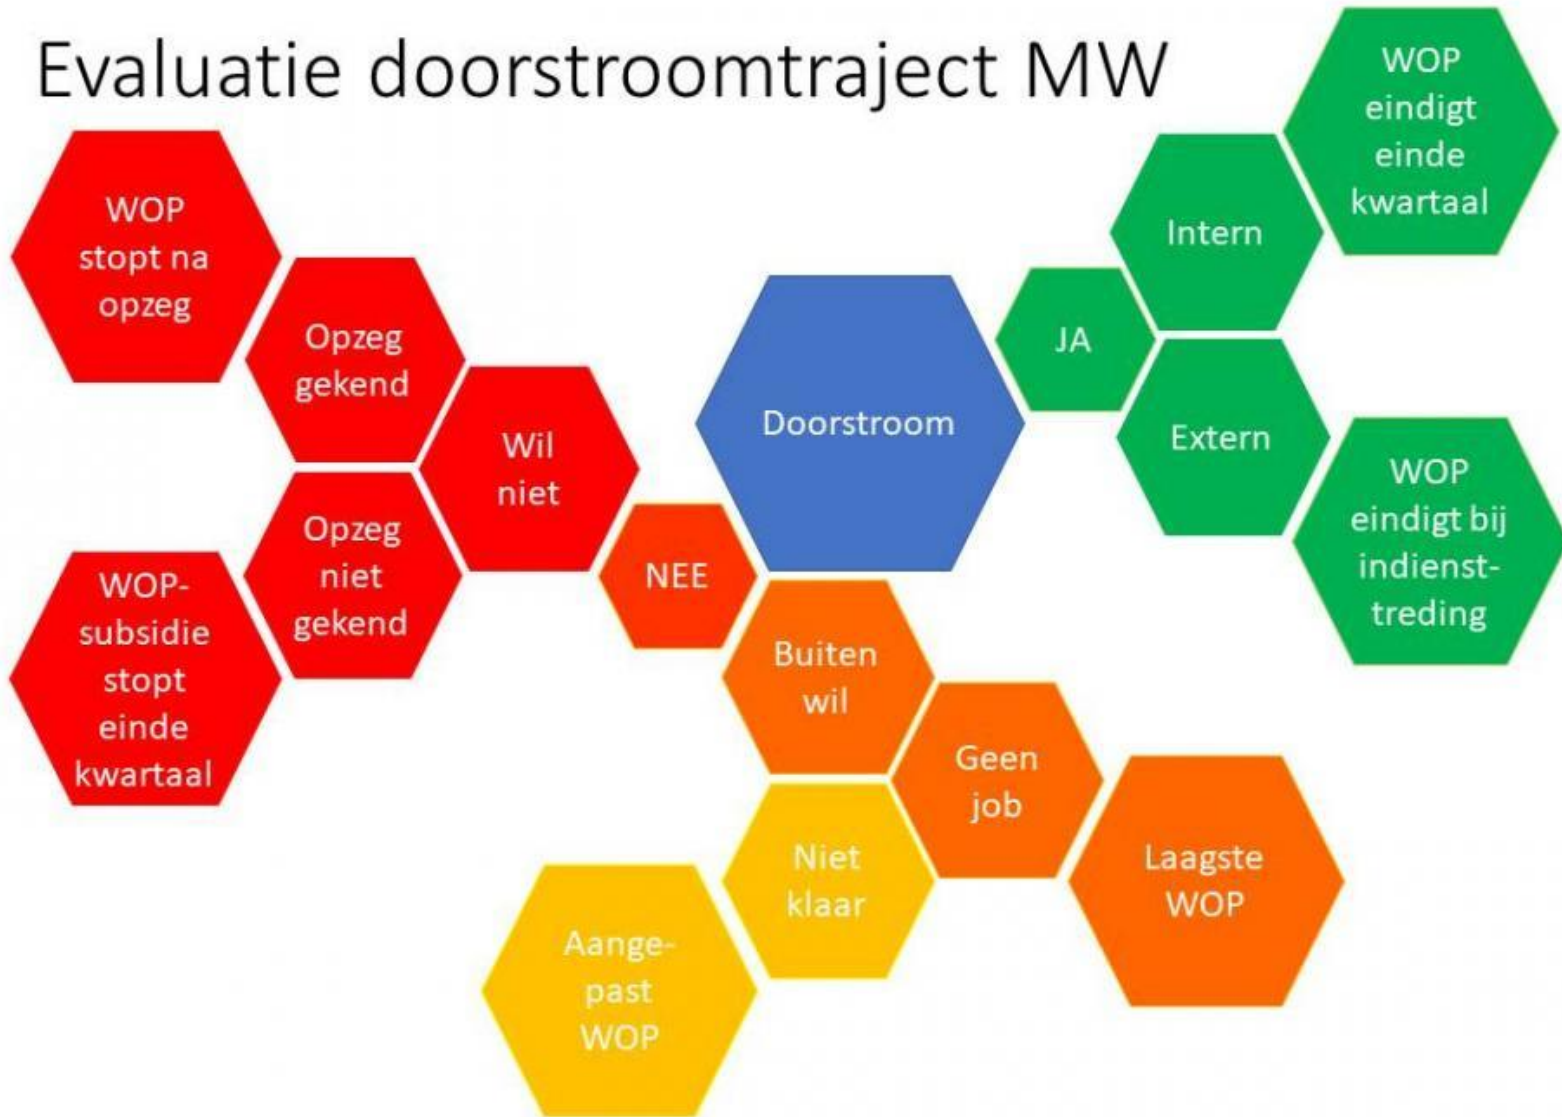 Evaluatie doorstroomtraject MW
WOP
eindigt
einde
kwartaal
Intern
JA
Extern
WOP
eindigt bij
indienst-
treding
Doorstroom
WOP
stopt na
opzeg
Opzeg
gekend
Wil
niet
Opzeg
niet
gekend
WOP-
subsidie
stopt
einde
kwartaal
NEE
Buiten
wil
Geen
job
Laagste
WOP
Niet
klaar
Aange-
past
WOP